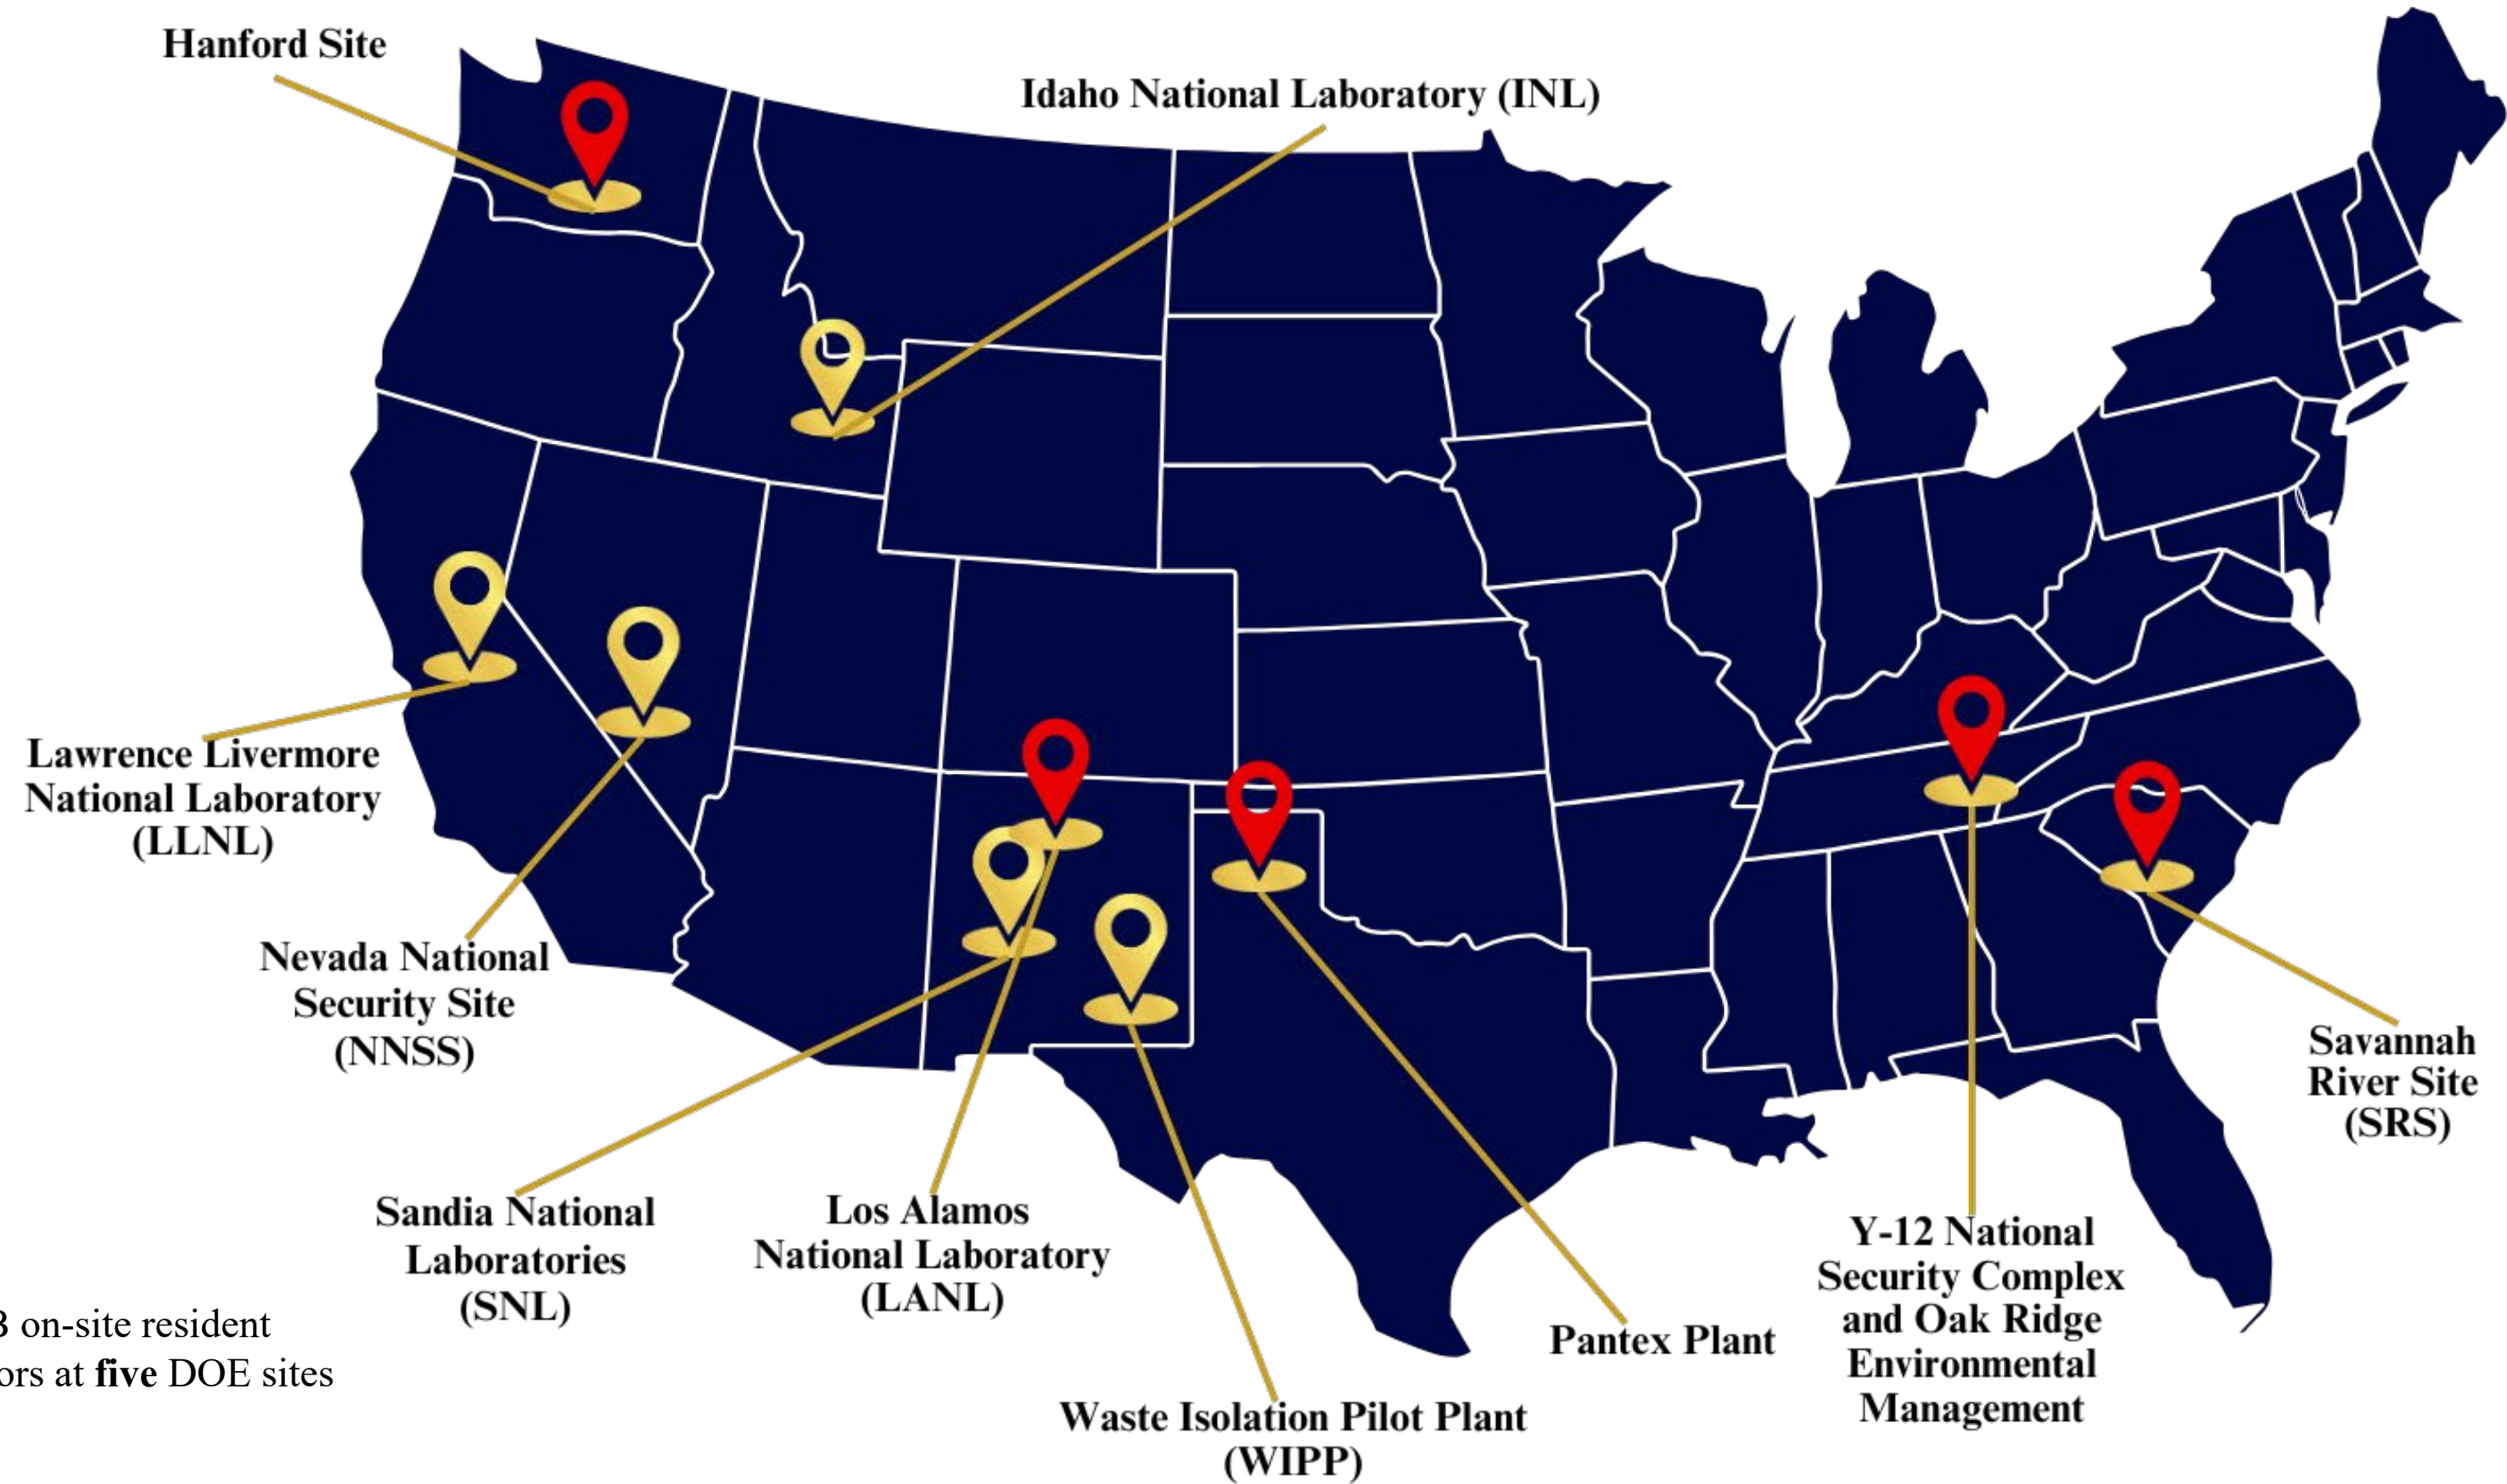 Hanford Site
Idaho National Laboratory (INL)
Lawrence Livermore
National Laboratory
(LLNL)
Nevada National
Security Site
(NNSS)
Sandia National
Laboratories
(SNL)
Los Alamos
National Laboratory
(LANL)
Waste Isolation Pilot Plant
(WIPP)
Pantex Plant
Y-12 National
Security Complex
and Oak Ridge
Environmental
Management
Savannah
River Site
(SRS)
on-site resident
at five DOE sites